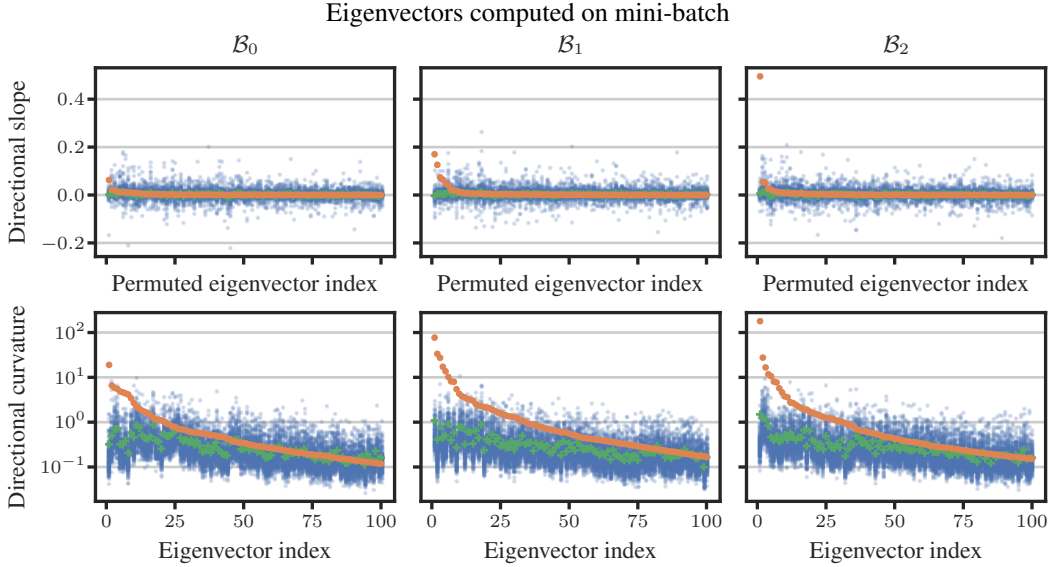 Eigenvectors computed on mini-batch
B₀ B₁ B₂
Directional slope
0.4
0.2
0.0
−0.2
Permuted eigenvector index Permuted eigenvector index Permuted eigenvector index
Directional curvature
10²
10¹
10⁰
10⁻¹
0 25 50 75 100 0 25 50 75 100 0 25 50 75 100
Eigenvector index Eigenvector index Eigenvector index